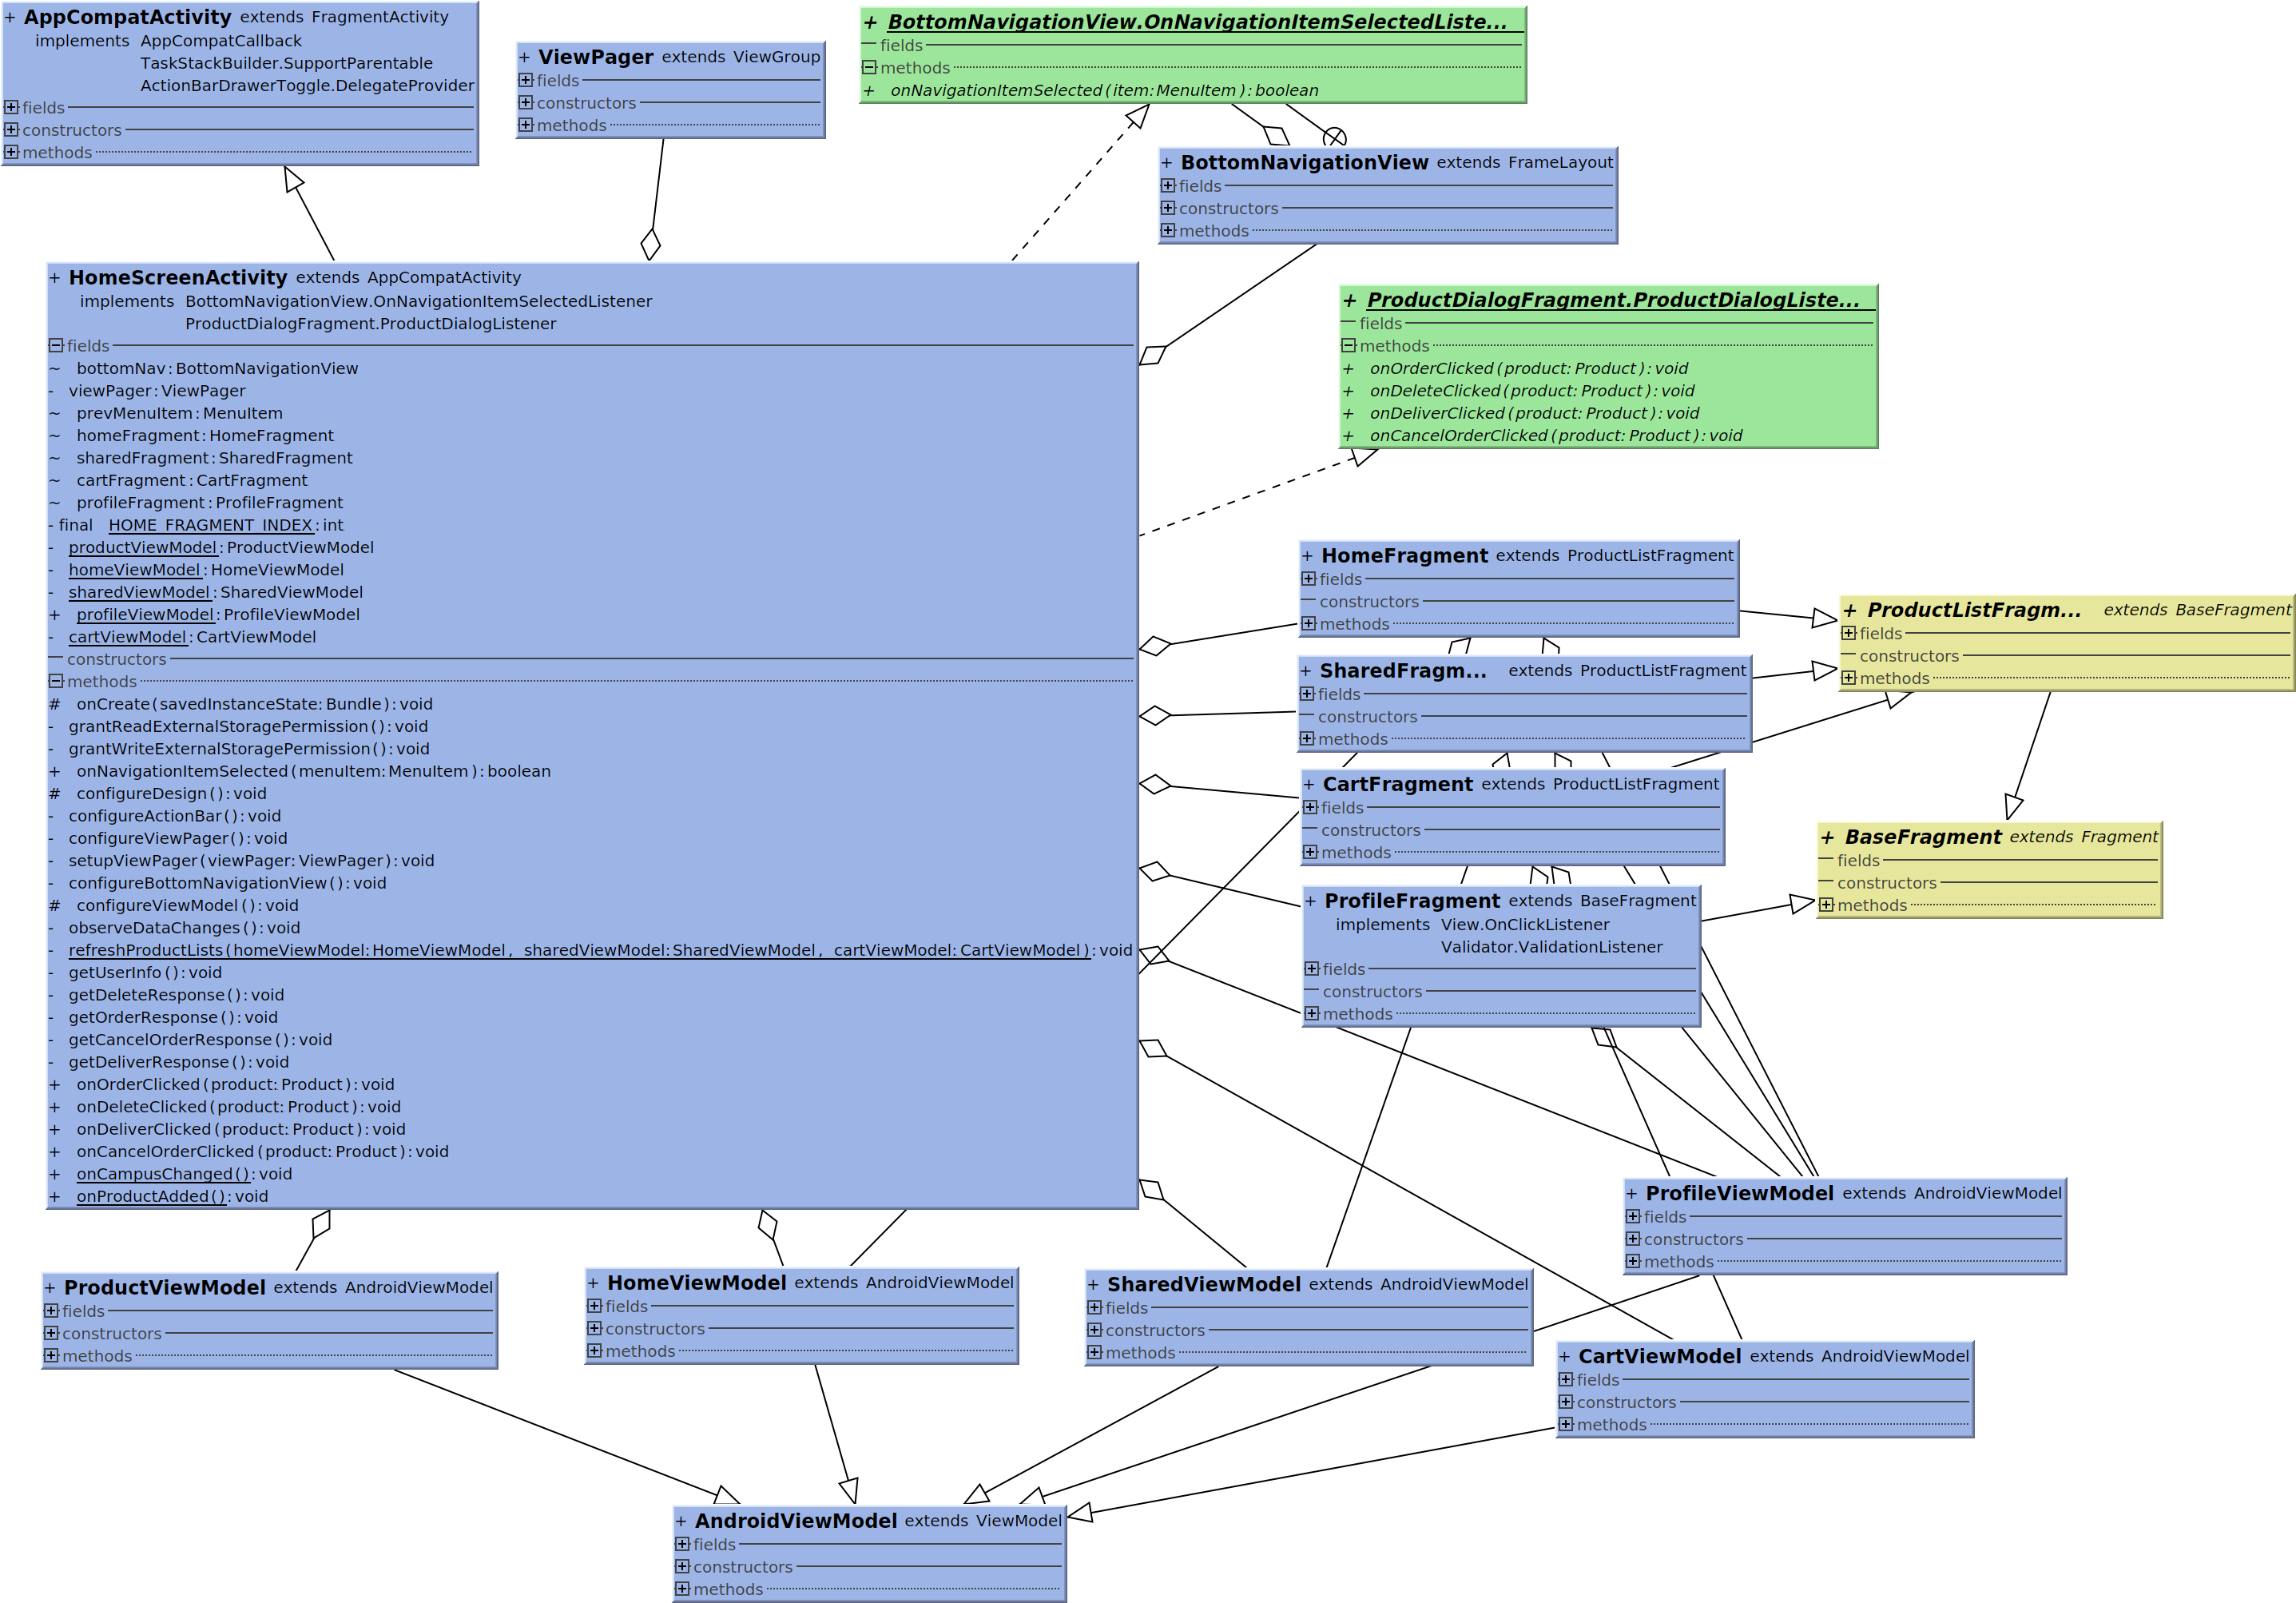 + AppCompatActivity extends FragmentActivity
implements AppCompatCallback
TaskStackBuilder.SupportParentable
ActionBarDrawerToggle.DelegateProvider
fields
constructors
methods
+ ViewPager extends ViewGroup
fields
constructors
methods
+ BottomNavigationView.OnNavigationItemSelectedListe...
fields
methods
+ onNavigationItemSelected(item:MenuItem):boolean
+ BottomNavigationView extends FrameLayout
fields
constructors
methods
+ HomeScreenActivity extends AppCompatActivity
implements BottomNavigationView.OnNavigationItemSelectedListener
ProductDialogFragment.ProductDialogListener
fields
~ bottomNav:BottomNavigationView
- viewPager:ViewPager
~ prevMenuItem:MenuItem
~ homeFragment:HomeFragment
~ sharedFragment:SharedFragment
~ cartFragment:CartFragment
~ profileFragment:ProfileFragment
- final HOME_FRAGMENT_INDEX:int
- productViewModel:ProductViewModel
- homeViewModel:HomeViewModel
- sharedViewModel:SharedViewModel
+ profileViewModel:ProfileViewModel
- cartViewModel:CartViewModel
constructors
methods
# onCreate(savedInstanceState:Bundle):void
- grantReadExternalStoragePermission():void
- grantWriteExternalStoragePermission():void
+ onNavigationItemSelected(menuItem:MenuItem):boolean
# configureDesign():void
- configureActionBar():void
- configureViewPager():void
- setupViewPager(viewPager:ViewPager):void
- configureBottomNavigationView():void
# configureViewModel():void
- observeDataChanges():void
- refreshProductLists(homeViewModel:HomeViewModel, sharedViewModel:SharedViewModel, cartViewModel:CartViewModel):void
- getUserInfo():void
- getDeleteResponse():void
- getOrderResponse():void
- getCancelOrderResponse():void
- getDeliverResponse():void
+ onOrderClicked(product:Product):void
+ onDeleteClicked(product:Product):void
+ onDeliverClicked(product:Product):void
+ onCancelOrderClicked(product:Product):void
+ onCampusChanged():void
+ onProductAdded():void
+ ProductDialogFragment.ProductDialogListe...
fields
methods
+ onOrderClicked(product:Product):void
+ onDeleteClicked(product:Product):void
+ onDeliverClicked(product:Product):void
+ onCancelOrderClicked(product:Product):void
+ HomeFragment extends ProductListFragment
fields
constructors
methods
+ ProductListFragm... extends BaseFragment
fields
constructors
methods
+ SharedFragm... extends ProductListFragment
fields
constructors
methods
+ CartFragment extends ProductListFragment
fields
constructors
methods
+ BaseFragment extends Fragment
fields
constructors
methods
+ ProfileFragment extends BaseFragment
implements View.OnClickListener
Validator.ValidationListener
fields
constructors
methods
+ ProfileViewModel extends AndroidViewModel
fields
constructors
methods
+ ProductViewModel extends AndroidViewModel
fields
constructors
methods
+ HomeViewModel extends AndroidViewModel
fields
constructors
methods
+ SharedViewModel extends AndroidViewModel
fields
constructors
methods
+ CartViewModel extends AndroidViewModel
fields
constructors
methods
+ AndroidViewModel extends ViewModel
fields
constructors
methods